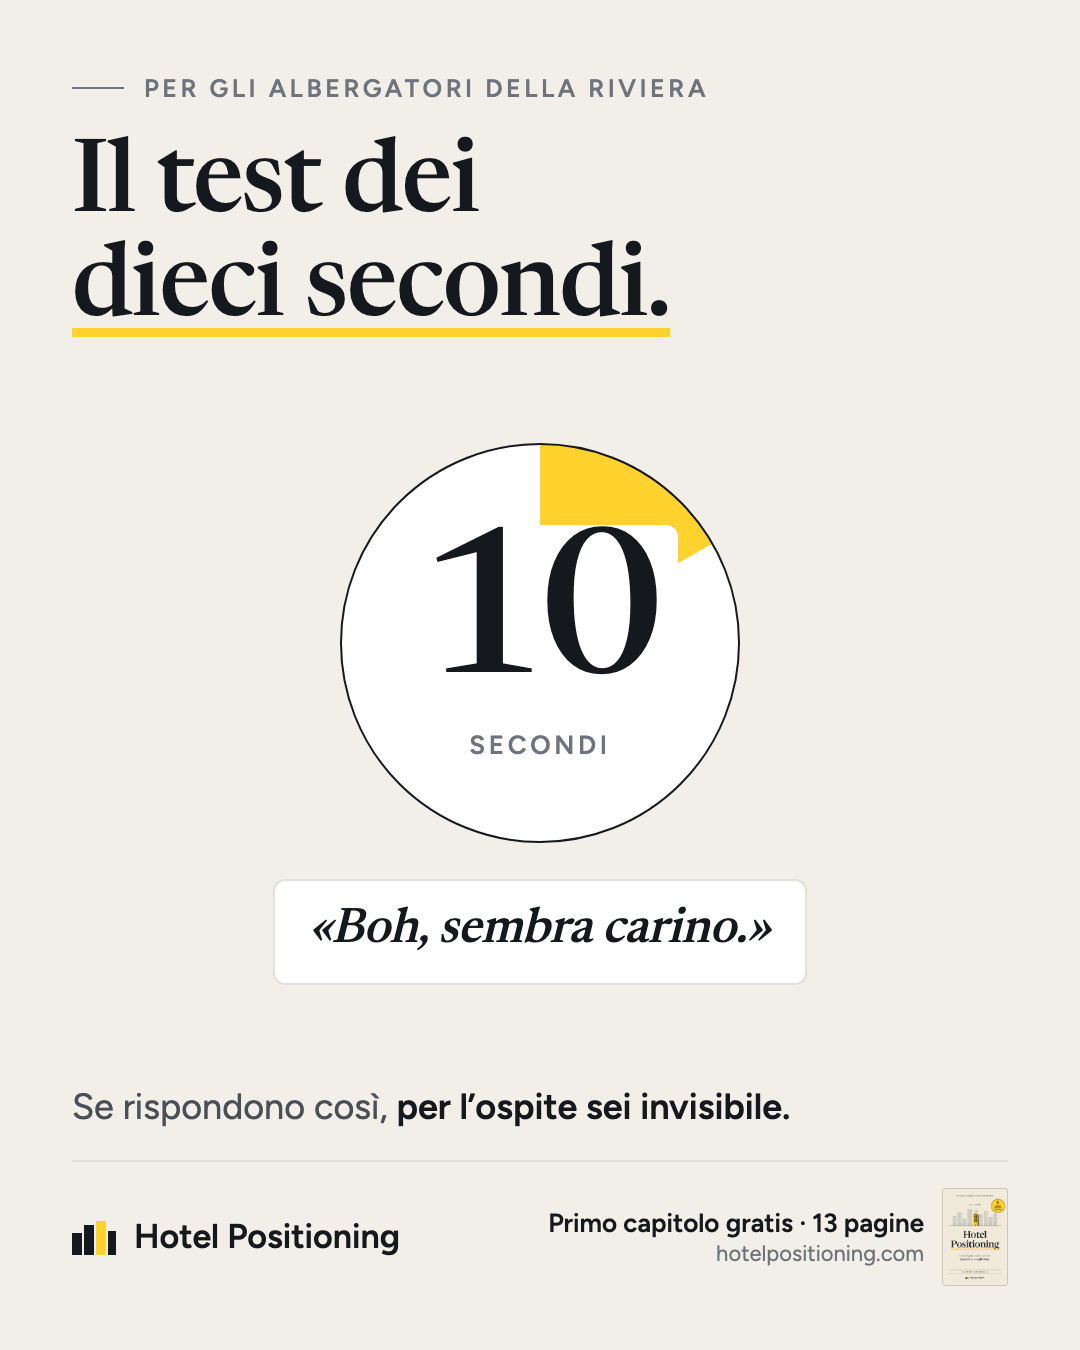 PER GLI ALBERGATORI DELLA RIVIERA
Il test dei
dieci secondi.
10
SECONDI
«Boh, sembra carino.»
Se rispondono così, per l’ospite sei invisibile.
Hotel Positioning
Primo capitolo gratis · 13 pagine
hotelpositioning.com
Hotel
Positioning